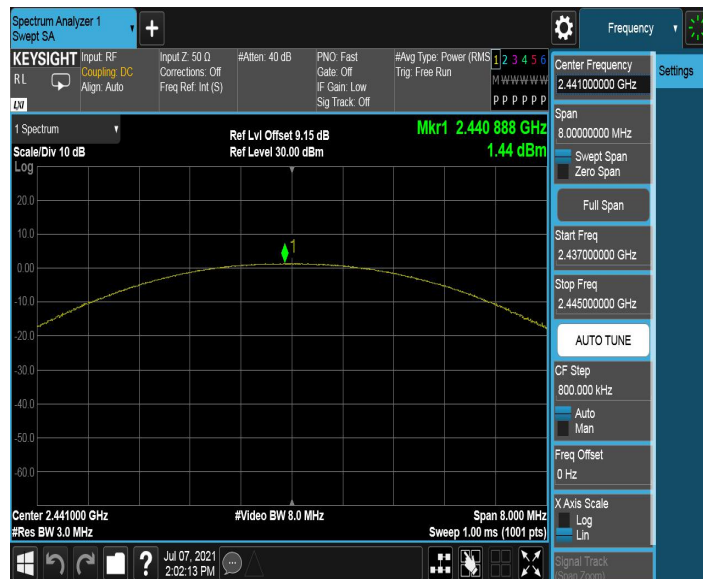 Spectrum Analyzer 1
Swept SA
+
Frequency
KEYSIGHT
RL
LXI
Input: RF
Coupling: DC
Align: Auto
Input Z: 50 Ω
Corrections: Off
Freq Ref: Int (S)
#Atten: 40 dB
PNO: Fast
Gate: Off
IF Gain: Low
Sig Track: Off
#Avg Type: Power (RMS
Trig: Free Run
1 2 3 4 5 6
M W W W W W
P P P P P P
Center Frequency
2.441000000 GHz
Settings
Span
8.00000000 MHz
Swept Span
Zero Span
Full Span
Start Freq
2.437000000 GHz
Stop Freq
2.445000000 GHz
AUTO TUNE
CF Step
800.000 kHz
Auto
Man
Freq Offset
0 Hz
X Axis Scale
Log
Lin
Signal Track
(Span Zoom)
1 Spectrum
Scale/Div 10 dB
Ref Lvl Offset 9.15 dB
Ref Level 30.00 dBm
Mkr1 2.440 888 GHz
1.44 dBm
Log
20.0
10.0
1
0.00
-10.0
-20.0
-30.0
-40.0
-50.0
-60.0
Center 2.441000 GHz
#Res BW 3.0 MHz
#Video BW 8.0 MHz
Span 8.000 MHz
Sweep 1.00 ms (1001 pts)
?
Jul 07, 2021
2:02:13 PM